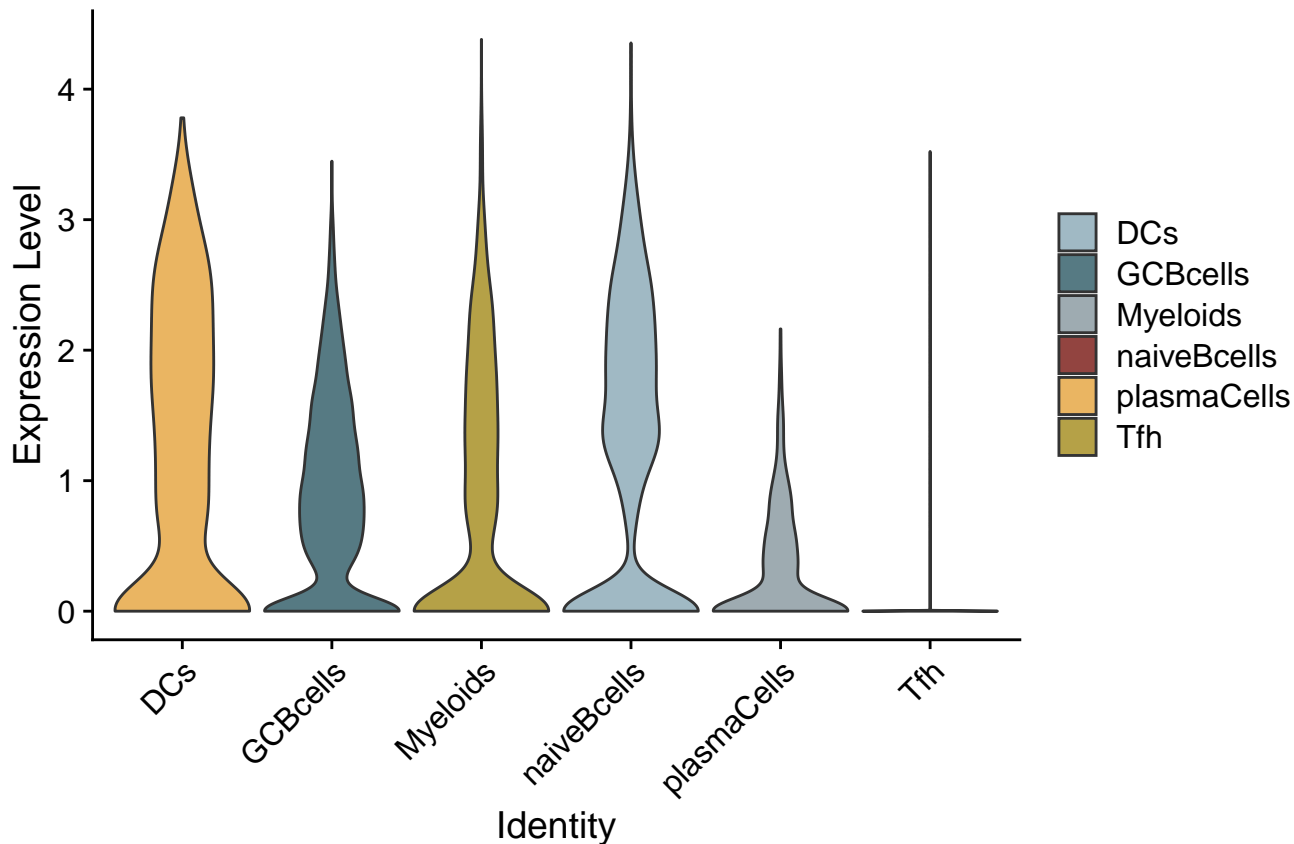 Expression Level
4
3
2
1
0
DCs
GCBcells
Myeloids
naiveBcells
plasmaCells
Tfh
Identity
DCs
GCBcells
Myeloids
naiveBcells
plasmaCells
Tfh